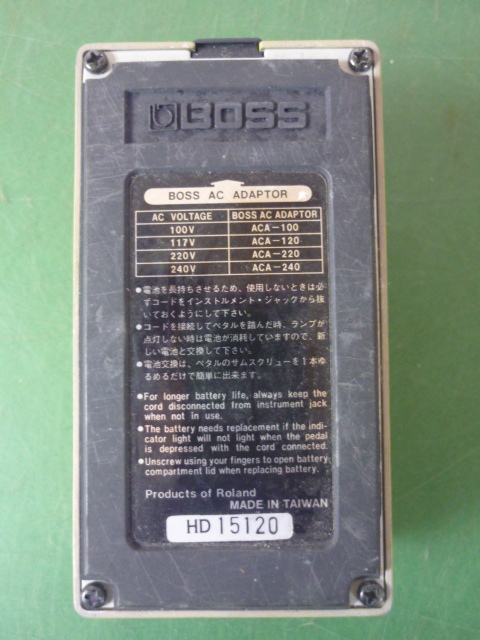 BOSS
BOSS AC ADAPTOR
AC VOLTAGE BOSS AC ADAPTOR
100V ACA-100
117V ACA-120
220V ACA-220
240V ACA-240
●電池を長持ちさせるため、使用しないときは必
ずコードをインストルメント・ジャックから抜
いておくようにして下さい。
●コードを接続してペタルを踏んだ時、ランプが
点灯しない時は電池が消耗していますので、新
しい電池と交換して下さい。
●電池交換は、ペタルのサムスクリューを1本ゆ
るめるだけで簡単に出来ます。
●For longer battery life, always keep the
cord disconnected from instrument jack
when not in use.
●The battery needs replacement if the indi-
cator light will not light when the pedal
is depressed with the cord connected.
●Unscrew using your fingers to open battery
compartment lid when replacing battery.
Products of Roland
MADE IN TAIWAN
HD 15120